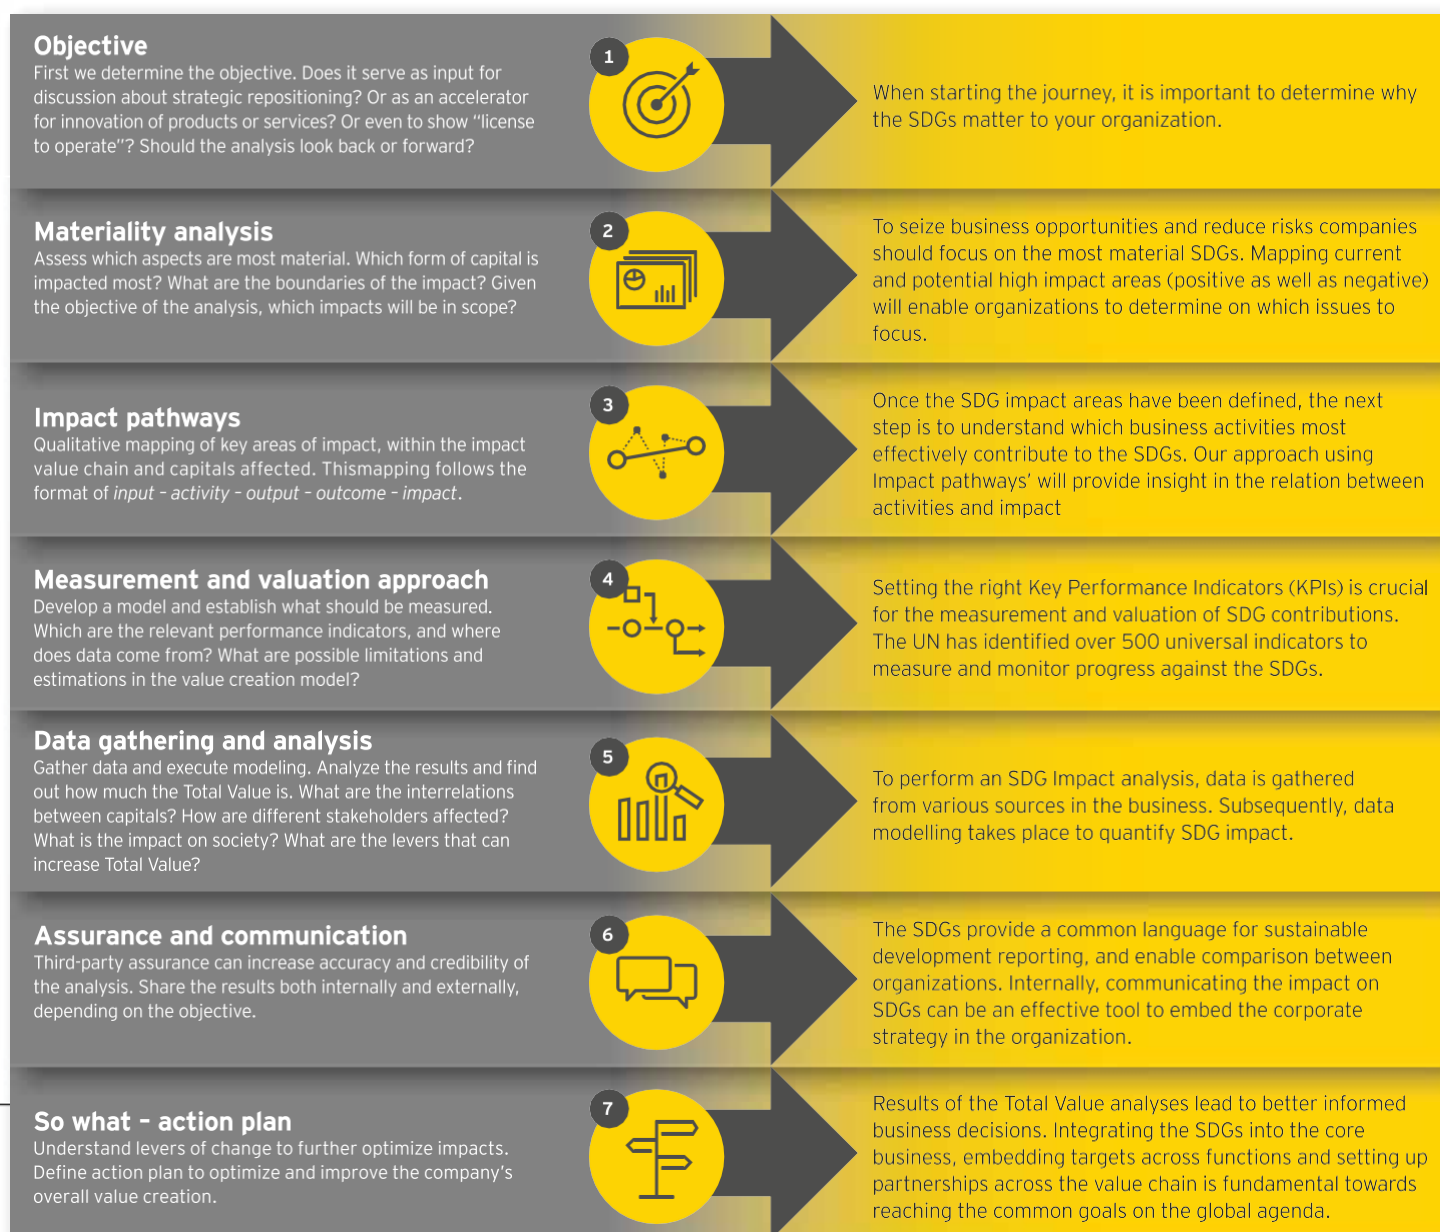 Objective
First we determine the objective. Does it serve as input for
discussion about strategic repositioning? Or as an accelerator
for innovation of products or services? Or even to show “license
to operate”? Should the analysis look back or forward?
1
When starting the journey, it is important to determine why
the SDGs matter to your organization.
Materiality analysis
Assess which aspects are most material. Which form of capital is
impacted most? What are the boundaries of the impact? Given
the objective of the analysis, which impacts will be in scope?
2
To seize business opportunities and reduce risks companies
should focus on the most material SDGs. Mapping current
and potential high impact areas (positive as well as negative)
will enable organizations to determine on which issues to
focus.
Impact pathways
Qualitative mapping of key areas of impact, within the impact
value chain and capitals affected. Thismapping follows the
format of input – activity – output – outcome – impact.
3
Once the SDG impact areas have been defined, the next
step is to understand which business activities most
effectively contribute to the SDGs. Our approach using
Impact pathways’ will provide insight in the relation between
activities and impact
Measurement and valuation approach
Develop a model and establish what should be measured.
Which are the relevant performance indicators, and where
does data come from? What are possible limitations and
estimations in the value creation model?
4
Setting the right Key Performance Indicators (KPIs) is crucial
for the measurement and valuation of SDG contributions.
The UN has identified over 500 universal indicators to
measure and monitor progress against the SDGs.
Data gathering and analysis
Gather data and execute modeling. Analyze the results and find
out how much the Total Value is. What are the interrelations
between capitals? How are different stakeholders affected?
What is the impact on society? What are the levers that can
increase Total Value?
5
To perform an SDG Impact analysis, data is gathered
from various sources in the business. Subsequently, data
modelling takes place to quantify SDG impact.
Assurance and communication
Third-party assurance can increase accuracy and credibility of
the analysis. Share the results both internally and externally,
depending on the objective.
6
The SDGs provide a common language for sustainable
development reporting, and enable comparison between
organizations. Internally, communicating the impact on
SDGs can be an effective tool to embed the corporate
strategy in the organization.
So what – action plan
Understand levers of change to further optimize impacts.
Define action plan to optimize and improve the company’s
overall value creation.
7
Results of the Total Value analyses lead to better informed
business decisions. Integrating the SDGs into the core
business, embedding targets across functions and setting up
partnerships across the value chain is fundamental towards
reaching the common goals on the global agenda.